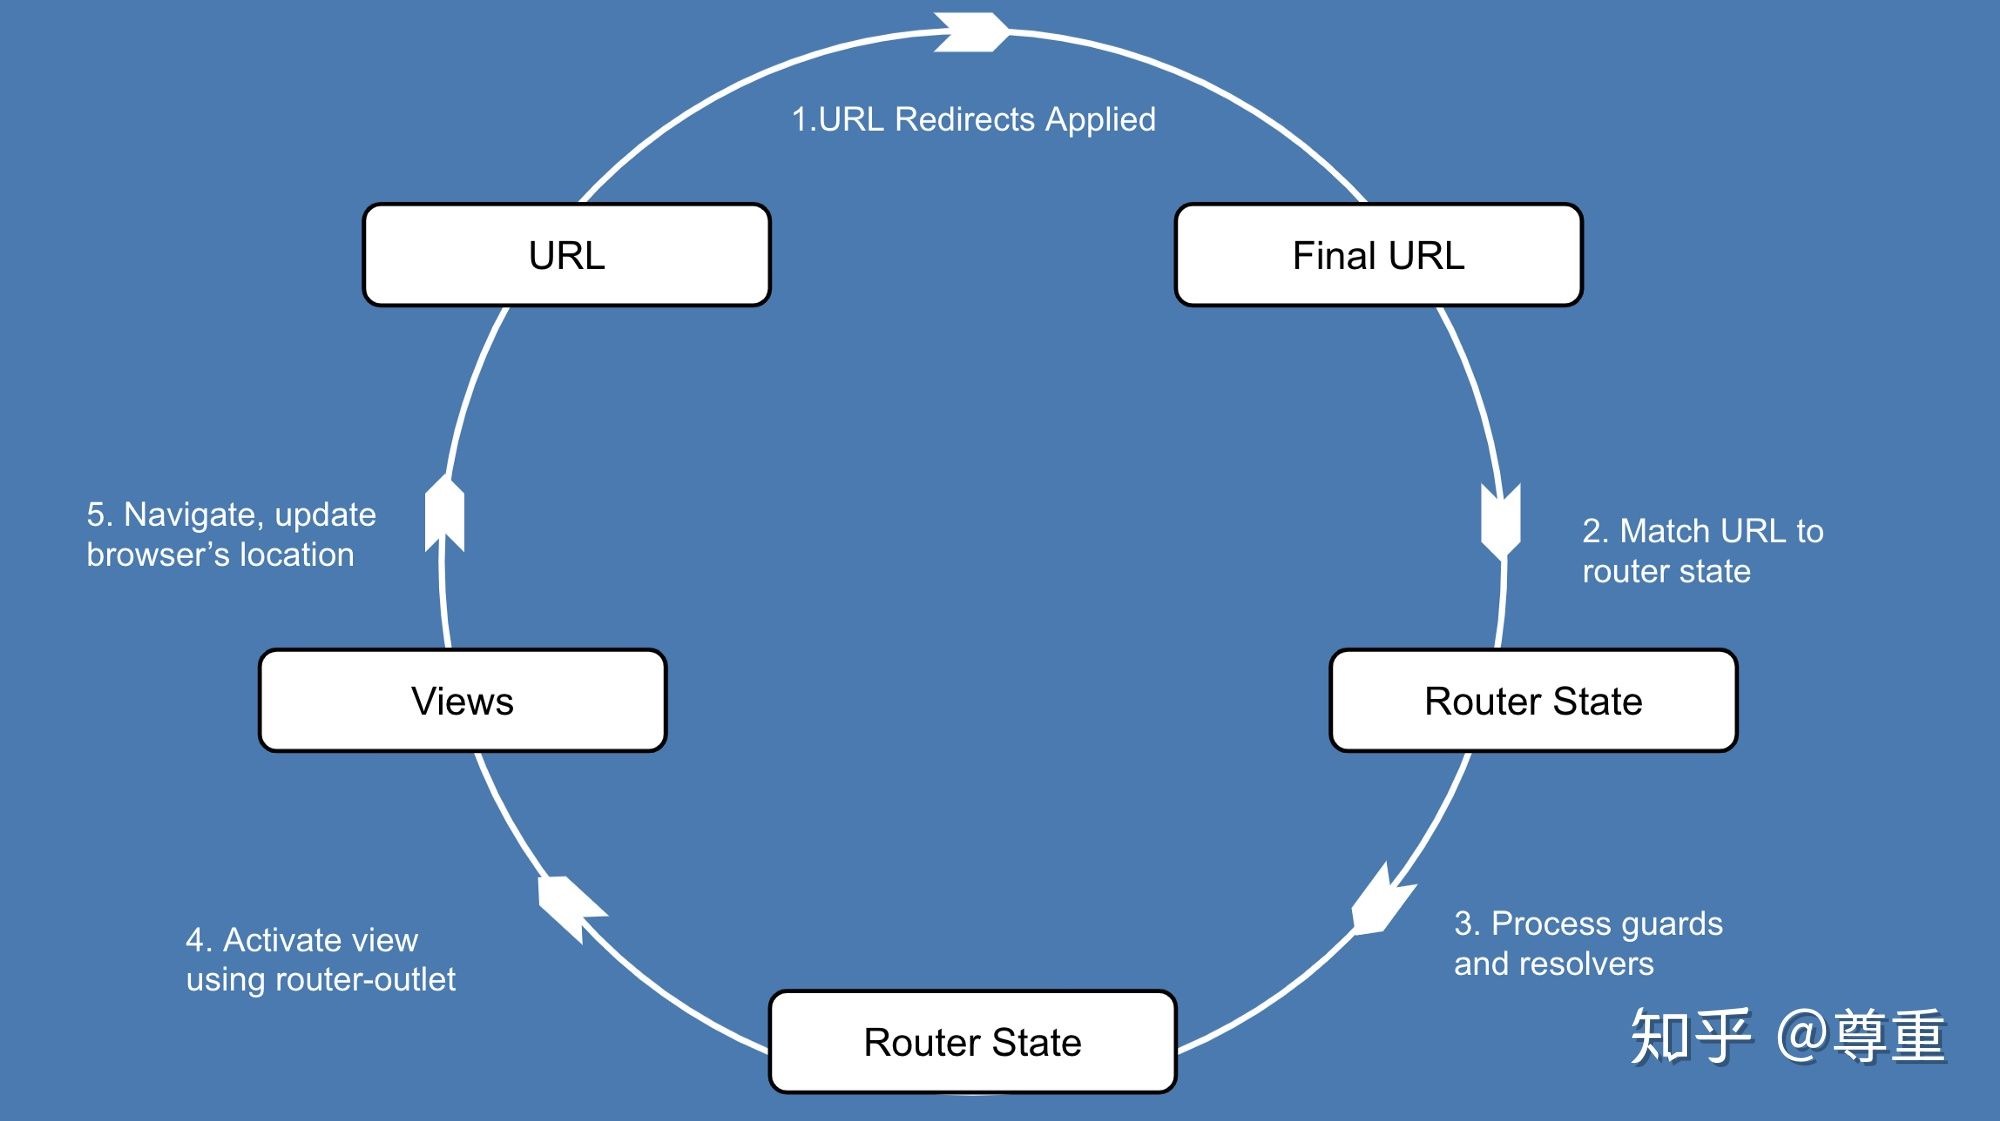 1.URL Redirects Applied
URL
Final URL
5. Navigate, update
browser’s location
2. Match URL to
router state
Views
Router State
4. Activate view
using router-outlet
3. Process guards
and resolvers
Router State
知乎 @尊重